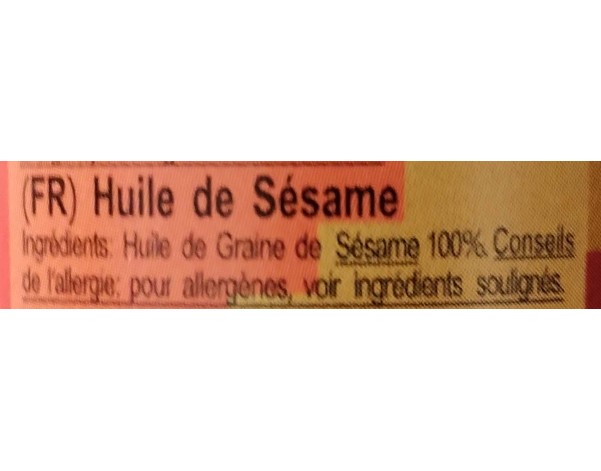 (FR) Huile de Sésame
Ingrédients: Huile de Graine de Sésame 100%. Conseils
de l'allergie: pour allergènes, voir ingrédients soulignés.